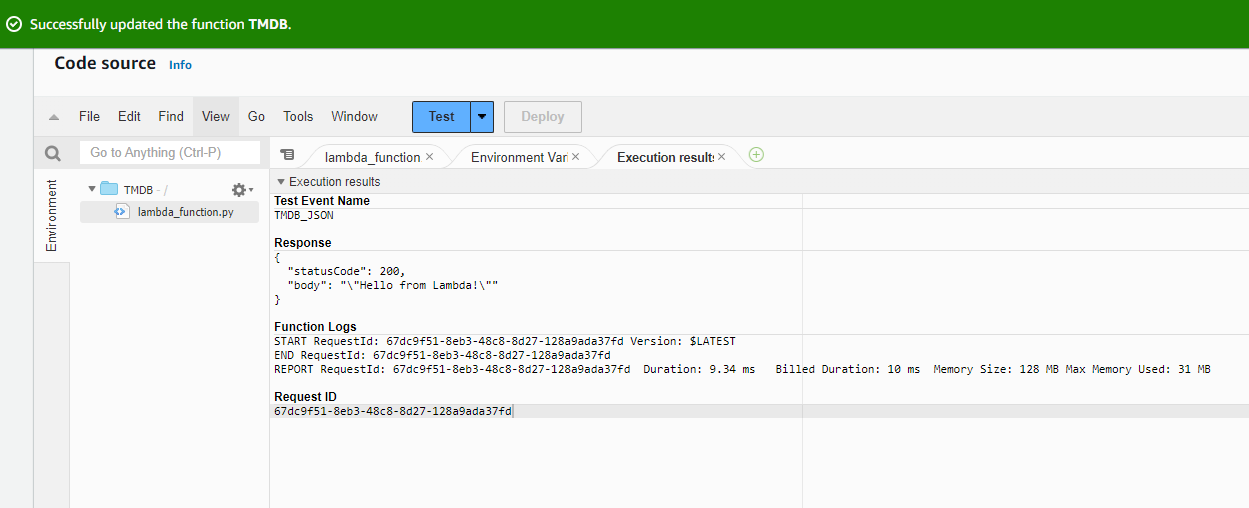 Successfully updated the function TMDB.
Code source Info
File Edit Find View Go Tools Window Test Deploy
Go to Anything (Ctrl-P)
lambda_function × Environment Vari × Execution results ×
Environment
TMDB - /
lambda_function.py
Execution results
Test Event Name
TMDB_JSON
Response
{
"statusCode": 200,
"body": "\"Hello from Lambda!\""
}
Function Logs
START RequestId: 67dc9f51-8eb3-48c8-8d27-128a9ada37fd Version: $LATEST
END RequestId: 67dc9f51-8eb3-48c8-8d27-128a9ada37fd
REPORT RequestId: 67dc9f51-8eb3-48c8-8d27-128a9ada37fd Duration: 9.34 ms Billed Duration: 10 ms Memory Size: 128 MB Max Memory Used: 31 MB
Request ID
67dc9f51-8eb3-48c8-8d27-128a9ada37fd